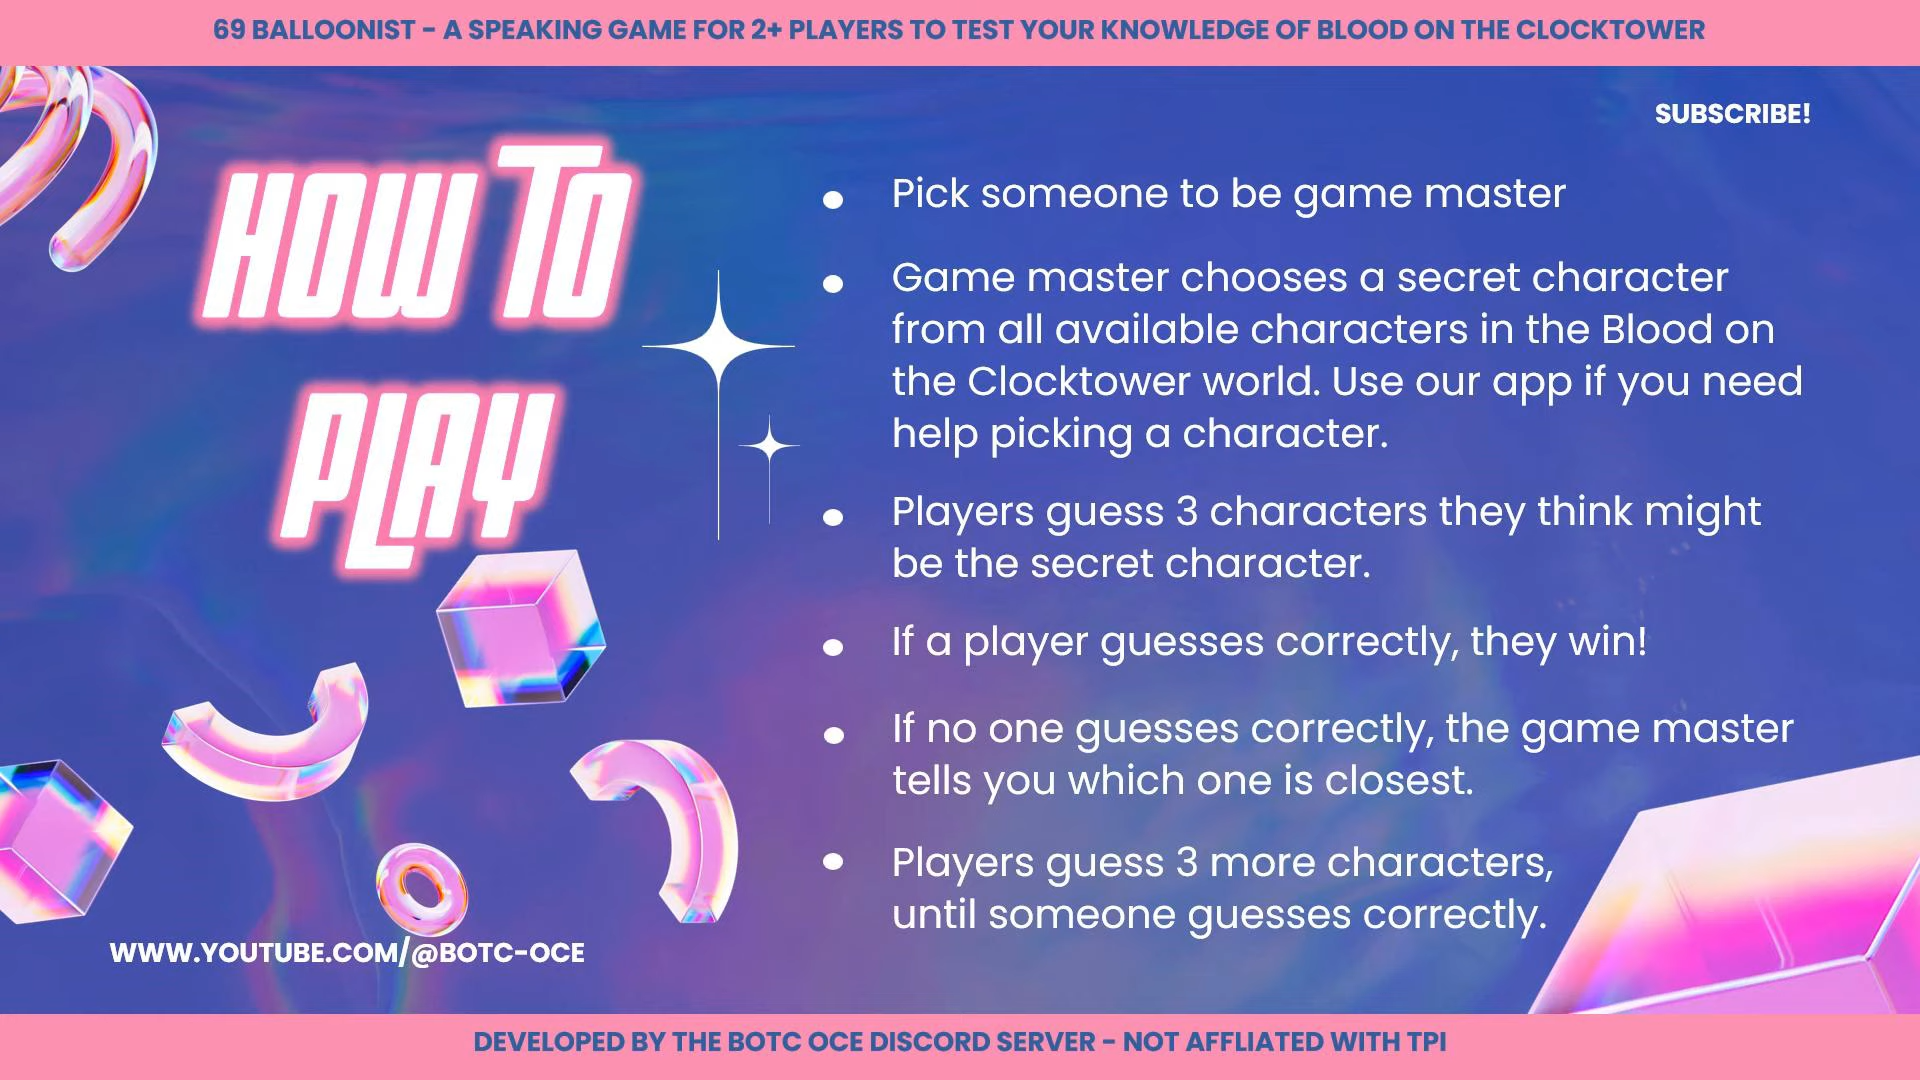 69 BALLOONIST - A SPEAKING GAME FOR 2+ PLAYERS TO TEST YOUR KNOWLEDGE OF BLOOD ON THE CLOCKTOWER
SUBSCRIBE!
HOW TO
PLAY
• Pick someone to be game master
• Game master chooses a secret character
from all available characters in the Blood on
the Clocktower world. Use our app if you need
help picking a character.
• Players guess 3 characters they think might
be the secret character.
• If a player guesses correctly, they win!
• If no one guesses correctly, the game master
tells you which one is closest.
• Players guess 3 more characters,
until someone guesses correctly.
WWW.YOUTUBE.COM/@BOTC-OCE
DEVELOPED BY THE BOTC OCE DISCORD SERVER - NOT AFFLIATED WITH TPI